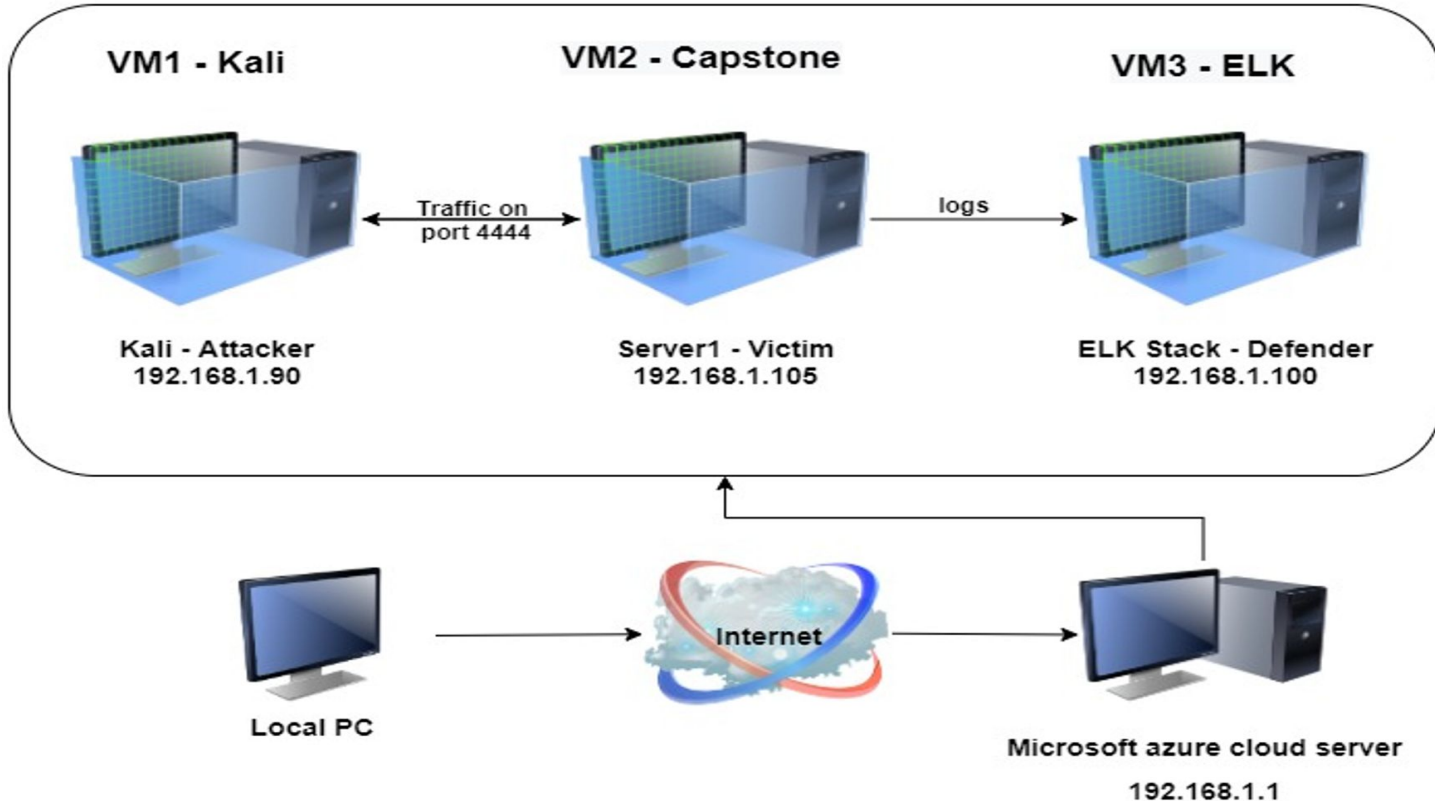 VM1 - Kali
VM2 - Capstone
VM3 - ELK
Traffic on
port 4444
logs
Kali - Attacker
192.168.1.90
Server1 - Victim
192.168.1.105
ELK Stack - Defender
192.168.1.100
Internet
Local PC
Microsoft azure cloud server
192.168.1.1